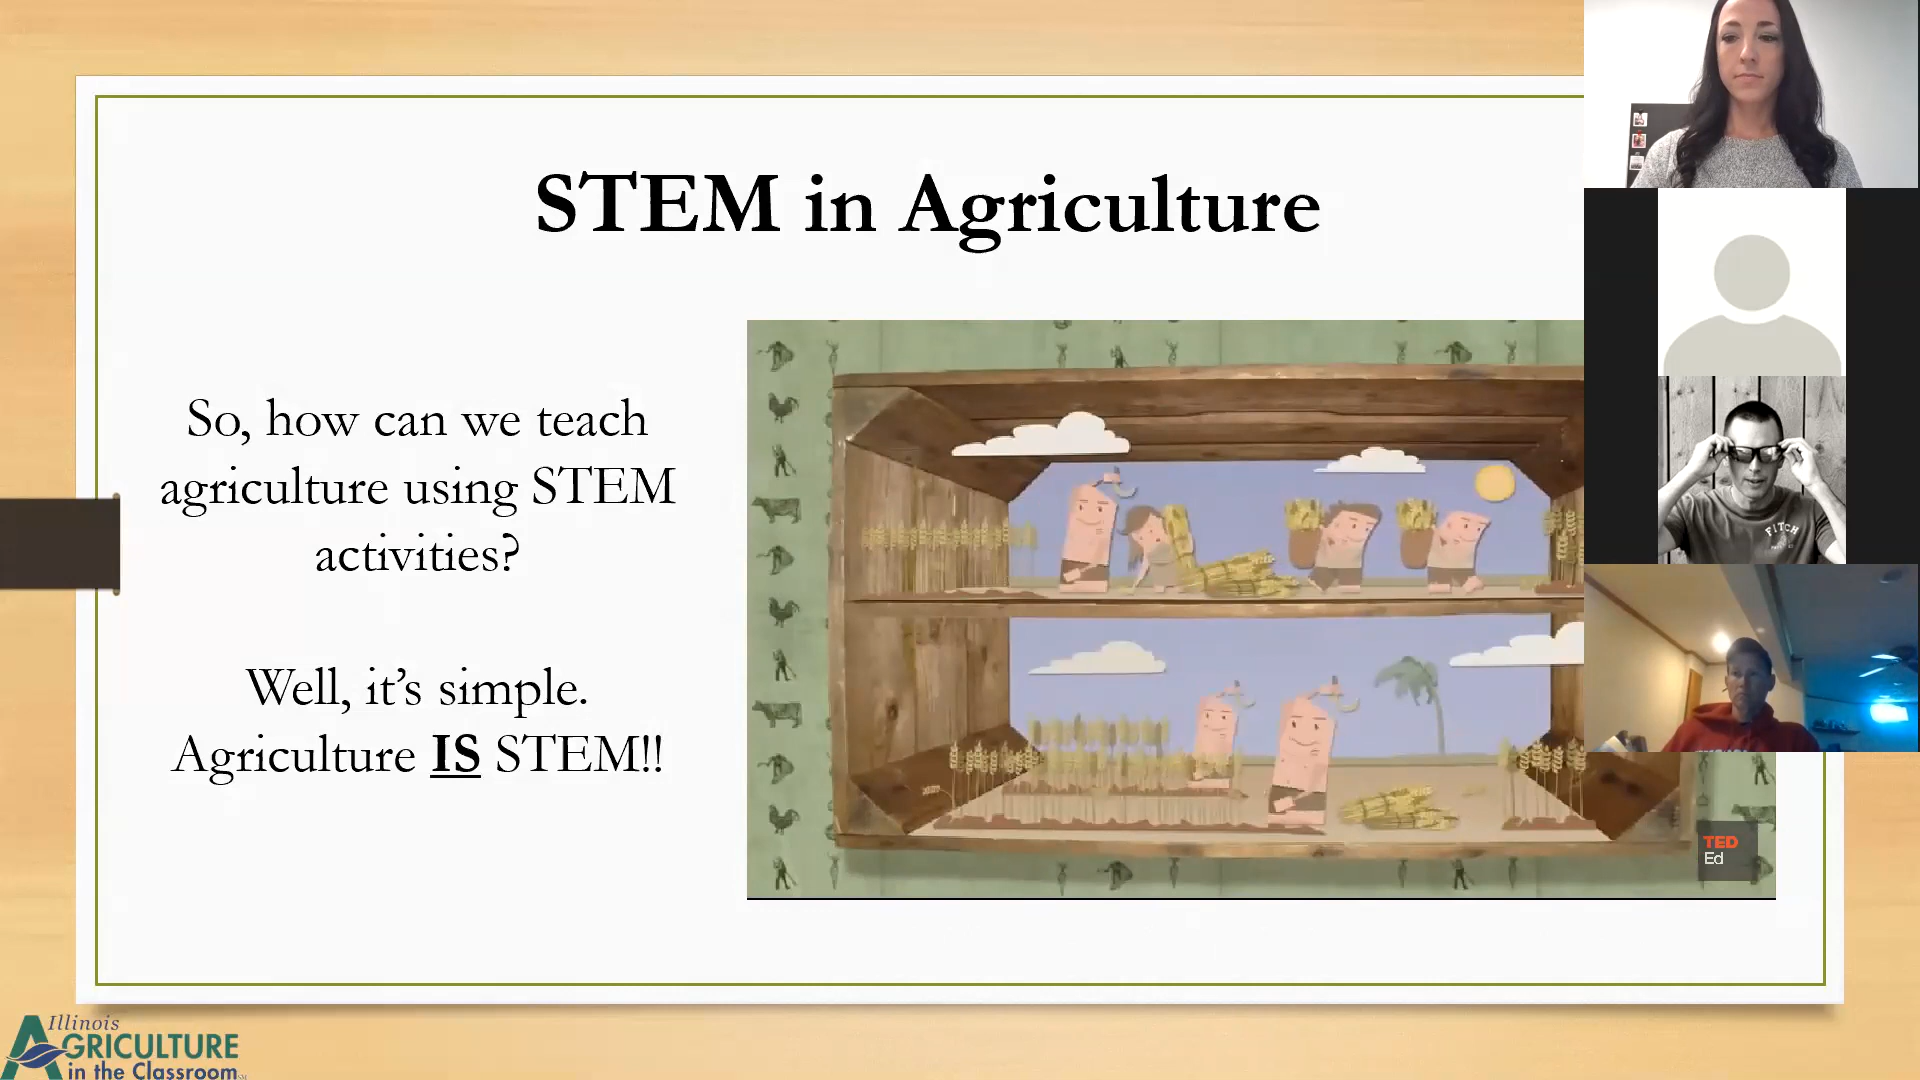 STEM in Agriculture
So, how can we teach
agriculture using STEM
activities?
Well, it’s simple.
Agriculture IS STEM!!
TED
Ed
FITCH
Illinois
AGRICULTURE
in the Classroom